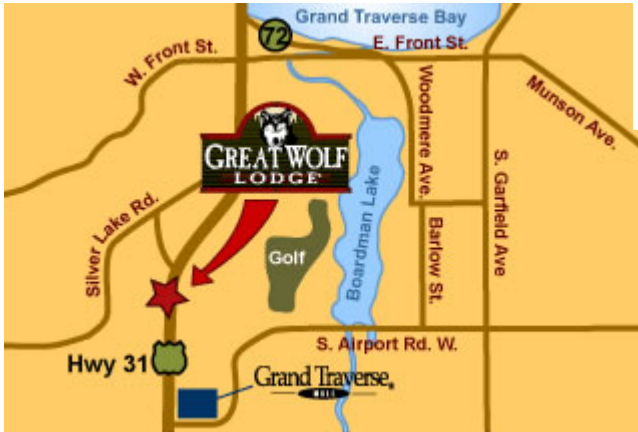 Grand Traverse Bay
72
E. Front St.
W. Front St.
Munson Ave.
Woodmere Ave.
GREAT WOLF
LODGE
S. Garfield Ave
Silver Lake Rd.
Boardman Lake
Barlow St.
Golf
S. Airport Rd. W.
Hwy 31
Grand Traverse
MALL